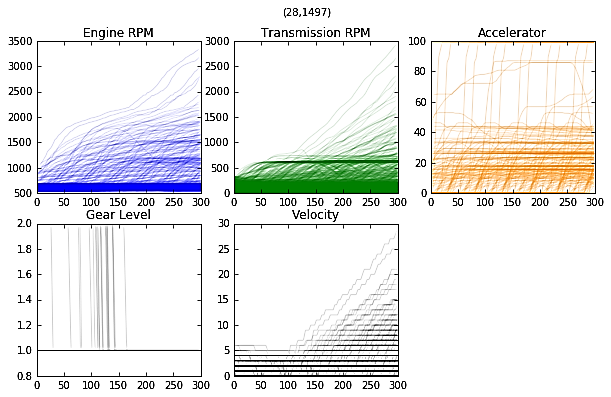 (28,1497)
Engine RPM Transmission RPM Accelerator
3500 3000 100
3000 2500 80
2500 2000 60
2000 1500 40
1500 1000 20
1000 500 0
500 0
0 50 100 150 200 250 300 0 50 100 150 200 250 300 0 50 100 150 200 250 300
Gear Level Velocity
2.0 30
1.8 25
1.6 20
1.4 15
1.2 10
1.0 5
0.8 0
0 50 100 150 200 250 300 0 50 100 150 200 250 300